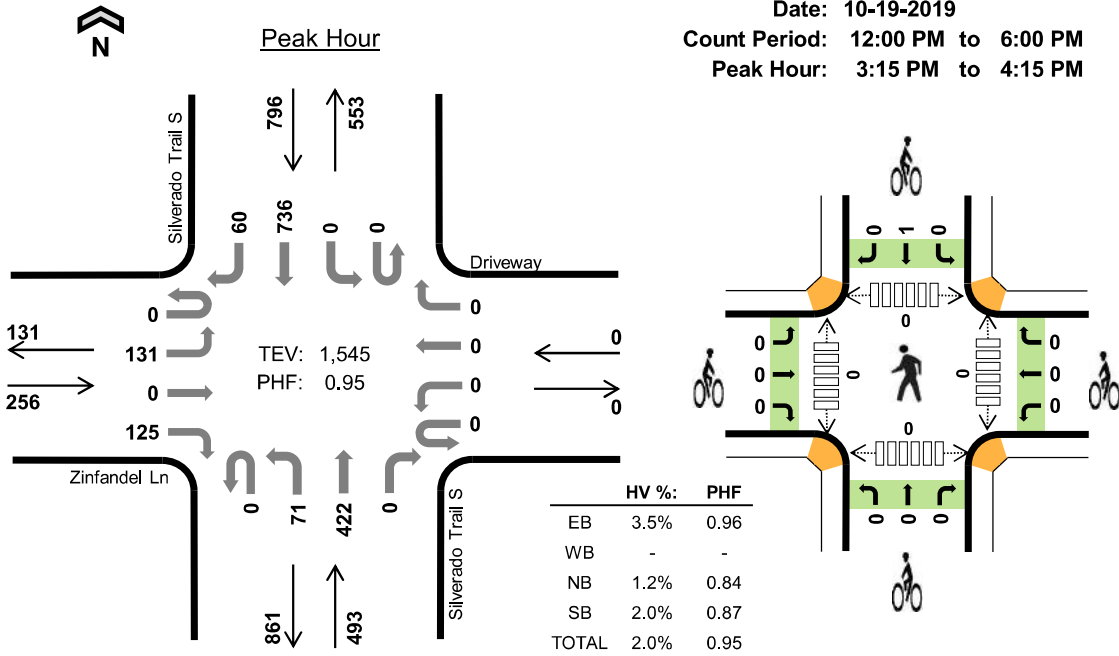 N
Peak Hour
Date: 10-19-2019
Count Period: 12:00 PM to 6:00 PM
Peak Hour: 3:15 PM to 4:15 PM
Silverado Trail S
796
553
60
736
0
0
Driveway
0
131
0
125
131
256
TEV: 1,545
PHF: 0.95
0
0
0
0
0
0
Zinfandel Ln
0
71
422
0
Silverado Trail S
861
493
HV %: PHF
EB 3.5% 0.96
WB - -
NB 1.2% 0.84
SB 2.0% 0.87
TOTAL 2.0% 0.95
0 1 0
0
0
0
0
0
0
0
0
0
0
0 0 0